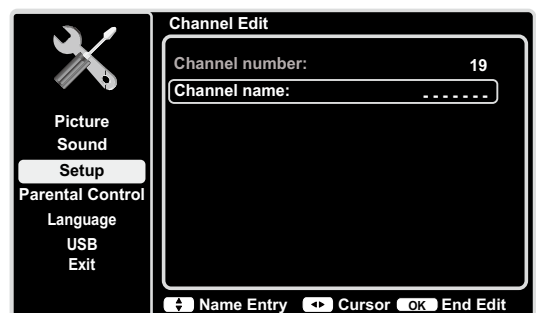 Channel Edit
Channel number: 19
Channel name: _ _ _ _ _ _ _
Picture
Sound
Setup
Parental Control
Language
USB
Exit
Name Entry Cursor OK End Edit